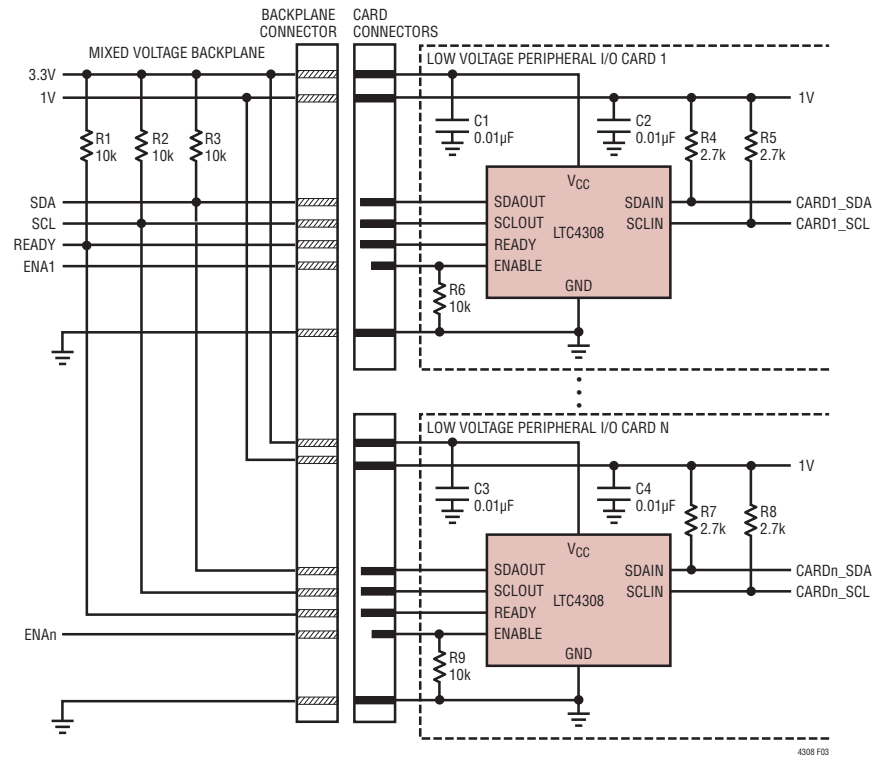 BACKPLANE
CONNECTOR
CARD
CONNECTORS
MIXED VOLTAGE BACKPLANE
LOW VOLTAGE PERIPHERAL I/O CARD 1
3.3V
1V
1V
R1
10k
R2
10k
R3
10k
C1
0.01µF
C2
0.01µF
R4
2.7k
R5
2.7k
SDA
SCL
READY
ENA1
VCC
SDAOUT
SCLOUT
READY
ENABLE
LTC4308
SDAIN
SCLIN
GND
CARD1_SDA
CARD1_SCL
R6
10k
LOW VOLTAGE PERIPHERAL I/O CARD N
1V
C3
0.01µF
C4
0.01µF
R7
2.7k
R8
2.7k
VCC
SDAOUT
SCLOUT
READY
ENABLE
LTC4308
SDAIN
SCLIN
GND
CARDn_SDA
CARDn_SCL
ENAn
R9
10k
4308 F03